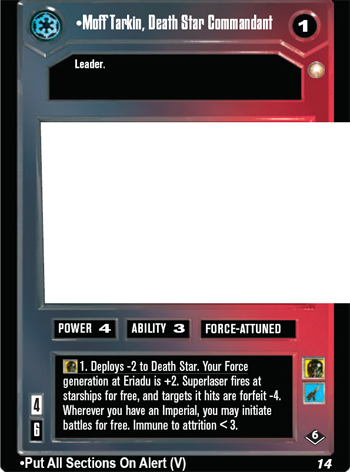 •Moff Tarkin, Death Star Commandant
1
Leader.
POWER 4
ABILITY 3
FORCE-ATTUNED
1. Deploys -2 to Death Star. Your Force
generation at Eriadu is +2. Superlaser fires at
starships for free, and targets it hits are forfeit -4.
Wherever you have an Imperial, you may initiate
battles for free. Immune to attrition < 3.
4
6
6
•Put All Sections On Alert (V)
14